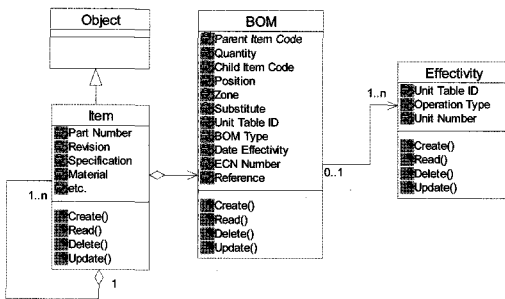 Object
Item
Part Number
Revision
Specification
Material
etc.
Create()
Read()
Delete()
Update()
1..n
1
BOM
Parent Item Code
Quantity
Child Item Code
Position
Zone
Substitute
Unit Table ID
BOM Type
Date Effectivity
ECN Number
Reference
Create()
Read()
Delete()
Update()
1..n
0..1
Effectivity
Unit Table ID
Operation Type
Unit Number
Create()
Read()
Delete()
Update()